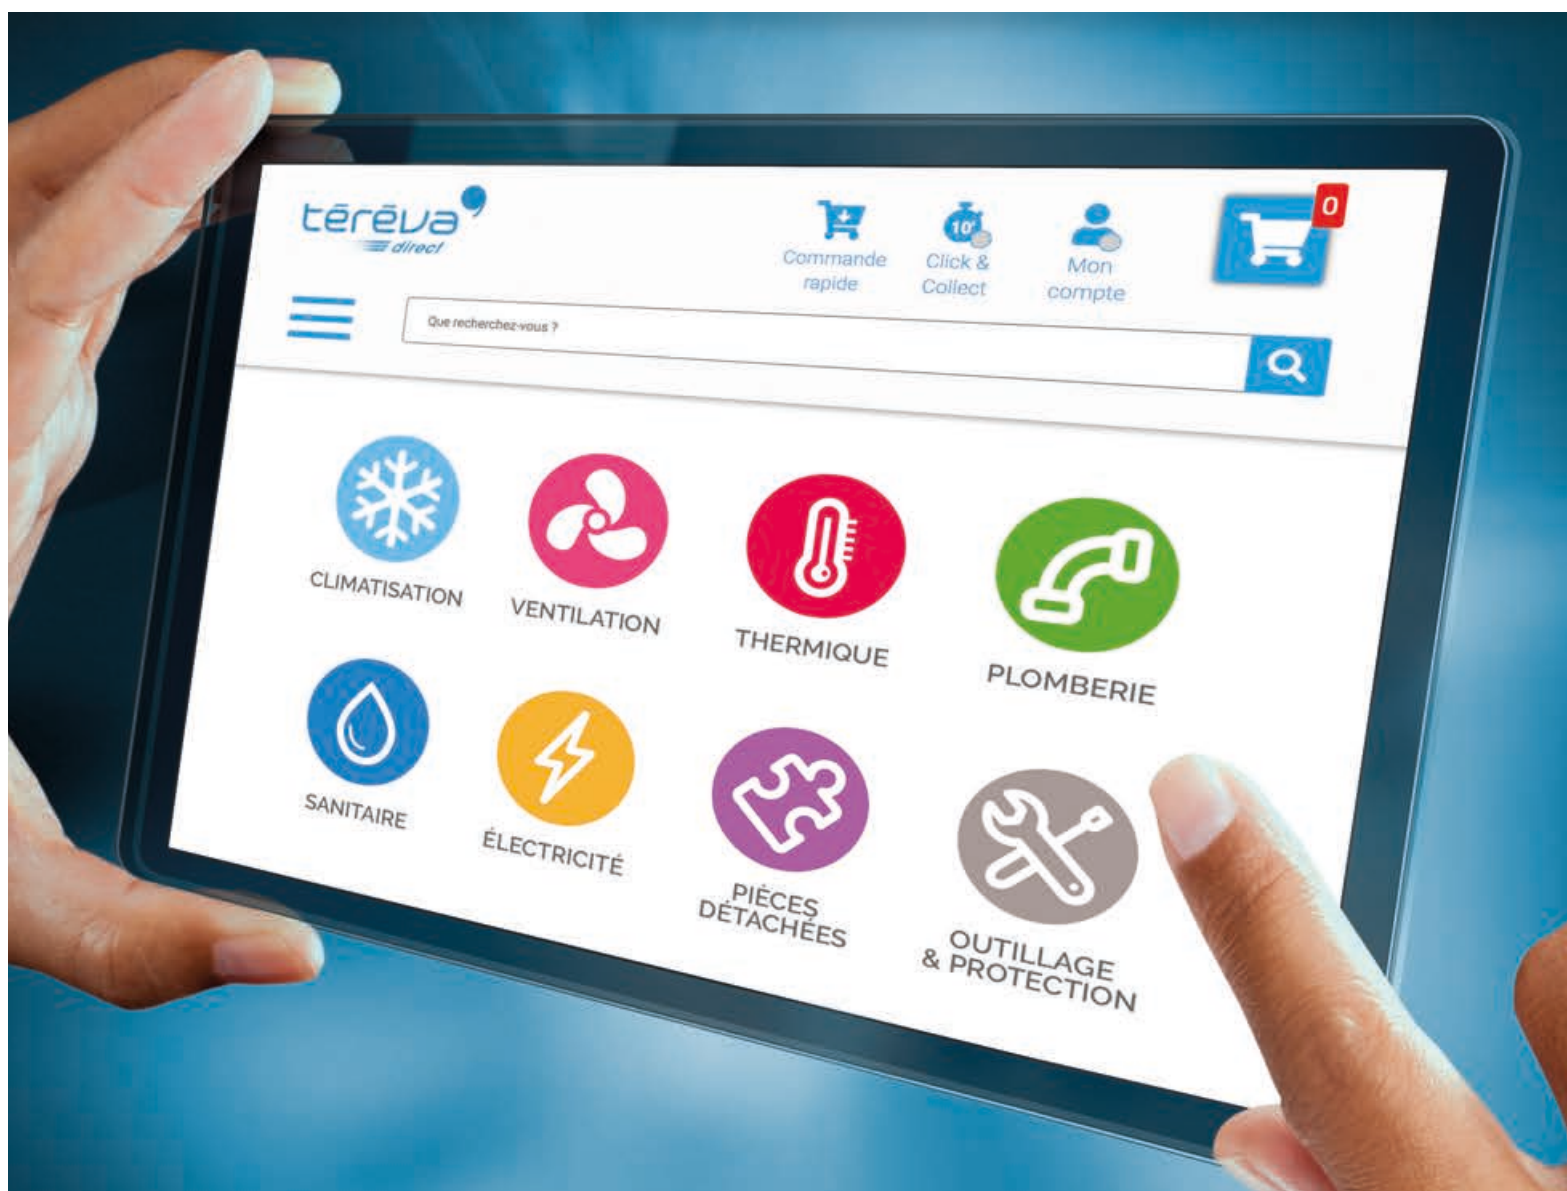 tērēva
direct
Commande
rapide
10'
Click &
Collect
Mon
compte
0
Que recherchez-vous ?
CLIMATISATION
VENTILATION
THERMIQUE
PLOMBERIE
SANITAIRE
ÉLECTRICITÉ
PIÈCES
DÉTACHÉES
OUTILLAGE
& PROTECTION